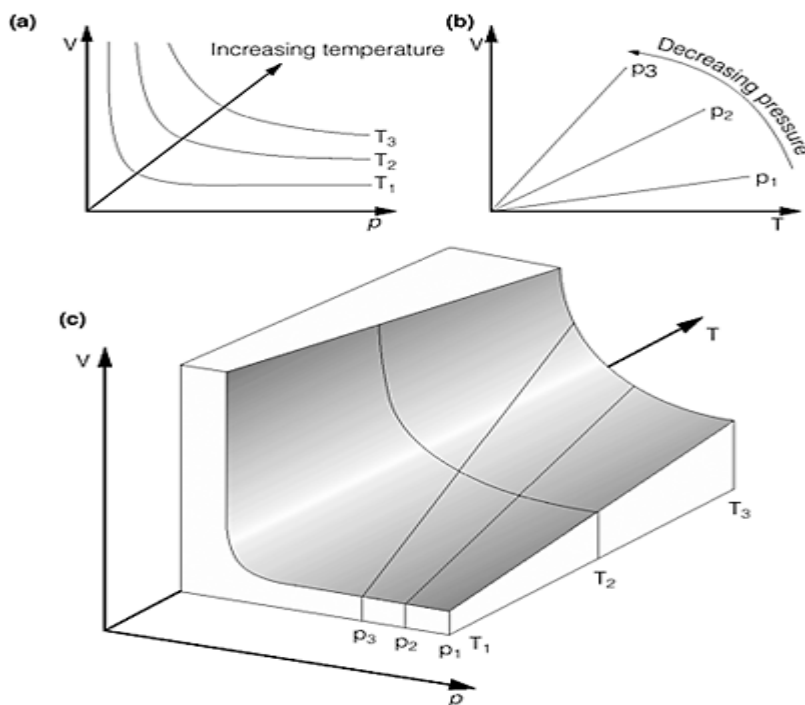 (a)
V
Increasing temperature
T3
T2
T1
p
(b)
V
Decreasing pressure
p3
p2
p1
T
(c)
V
T
T3
T2
p3 p2 p1 T1
p